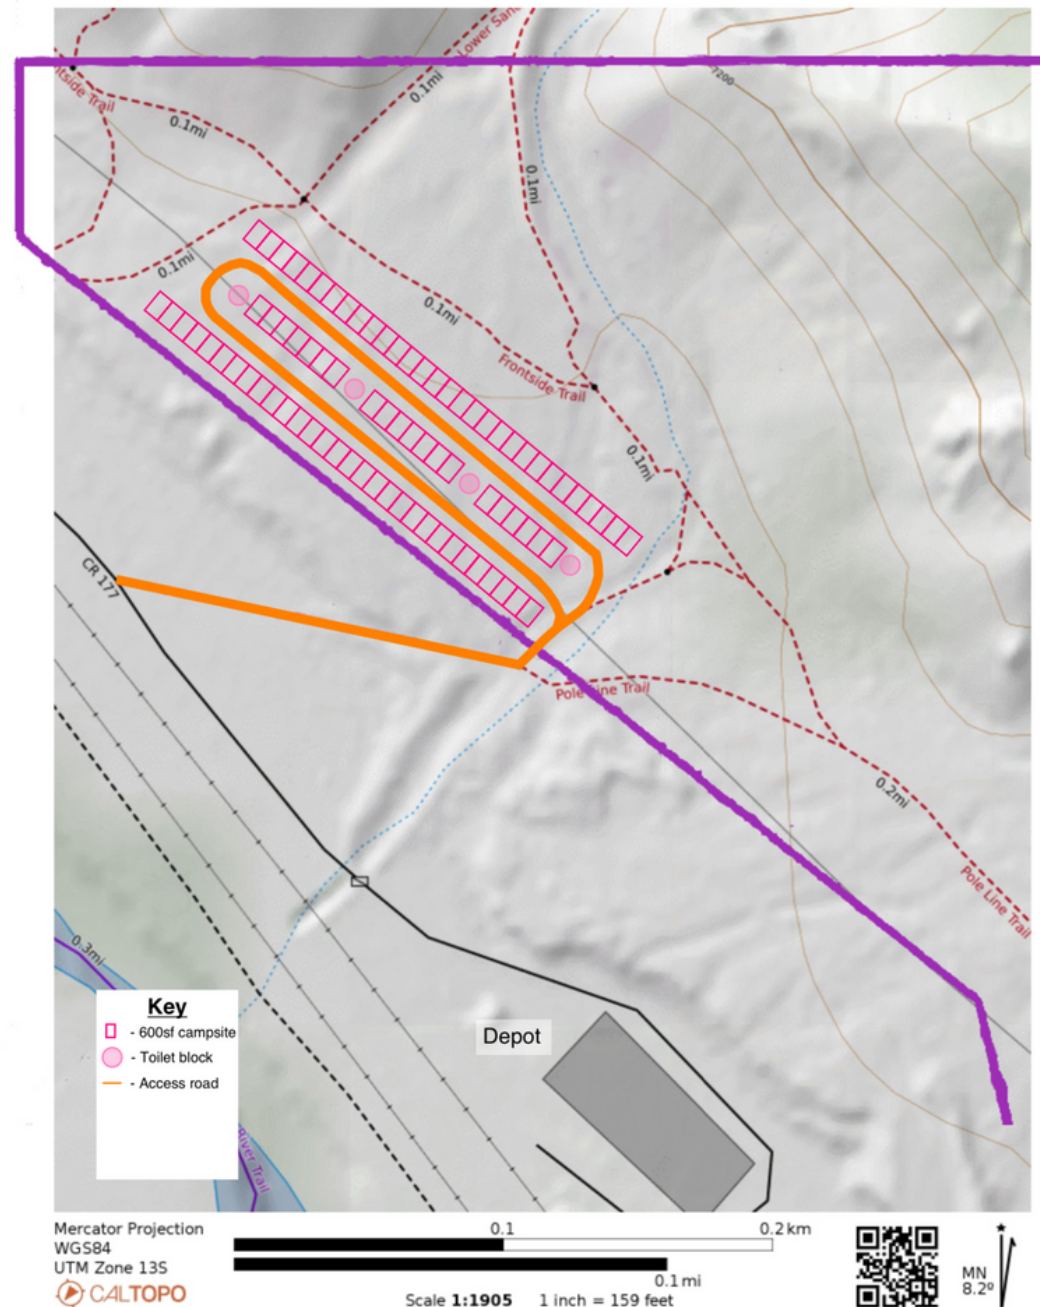 Lower San
7200
ntside Trail
0.1mi
0.1mi
0.1mi
0.1mi
0.1mi
Frontside Trail
0.1mi
CR 177
Pole Line Trail
0.2mi
Pole Line Trail
0.3mi
Key
- 600sf campsite
- Toilet block
- Access road
Depot
River Trail
Mercator Projection
WGS84
UTM Zone 13S
CALTOPO
0.1
0.2 km
0.1 mi
Scale 1:1905 1 inch = 159 feet
MN
8.2º